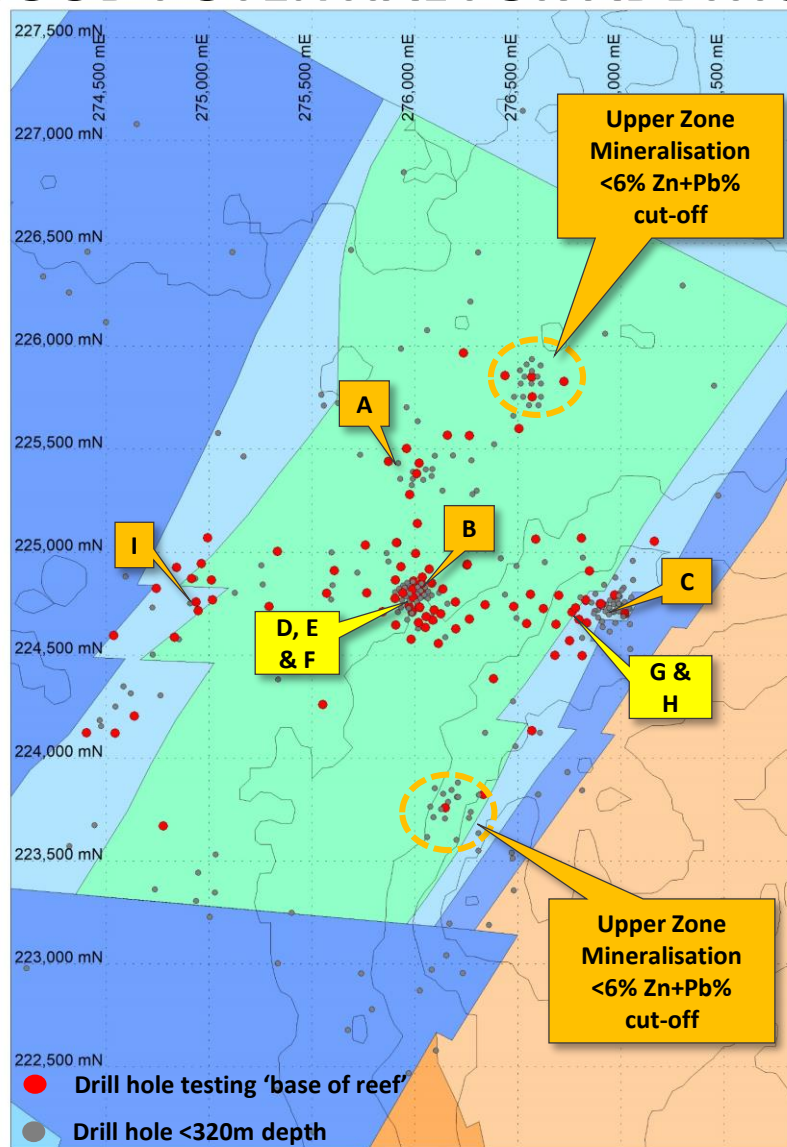 227,500 mN
227,000 mN
226,500 mN
226,000 mN
225,500 mN
225,000 mN
224,500 mN
224,000 mN
223,500 mN
223,000 mN
222,500 mN
274,500 mE
275,000 mE
275,500 mE
276,000 mE
276,500 mE
mE
mE
Upper Zone
Mineralisation
<6% Zn+Pb%
cut-off
A
B
I
C
D, E
& F
G &
H
Upper Zone
Mineralisation
<6% Zn+Pb%
cut-off
Drill hole testing 'base of reef'
Drill hole <320m depth